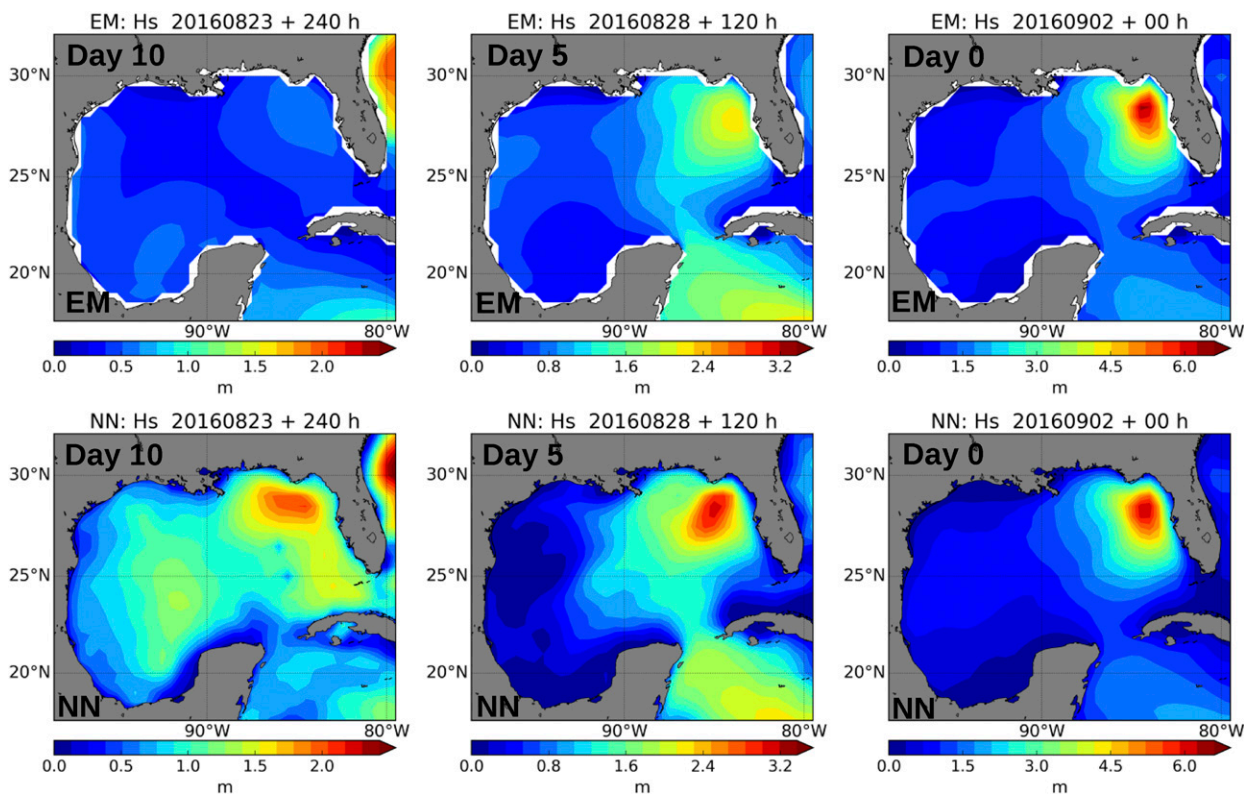 EM: Hs 20160823 + 240 h
EM: Hs 20160828 + 120 h
EM: Hs 20160902 + 00 h
Day 10
Day 5
Day 0
30°N
30°N
30°N
25°N
25°N
25°N
20°N
20°N
20°N
EM
EM
EM
90°W 80°W
90°W 80°W
90°W 80°W
0.0 0.5 1.0 1.5 2.0
0.0 0.8 1.6 2.4 3.2
0.0 1.5 3.0 4.5 6.0
m
m
m
NN: Hs 20160823 + 240 h
NN: Hs 20160828 + 120 h
NN: Hs 20160902 + 00 h
Day 10
Day 5
Day 0
30°N
30°N
30°N
25°N
25°N
25°N
20°N
20°N
20°N
NN
NN
NN
90°W 80°W
90°W 80°W
90°W 80°W
0.0 0.5 1.0 1.5 2.0
0.0 0.8 1.6 2.4 3.2
0.0 1.5 3.0 4.5 6.0
m
m
m